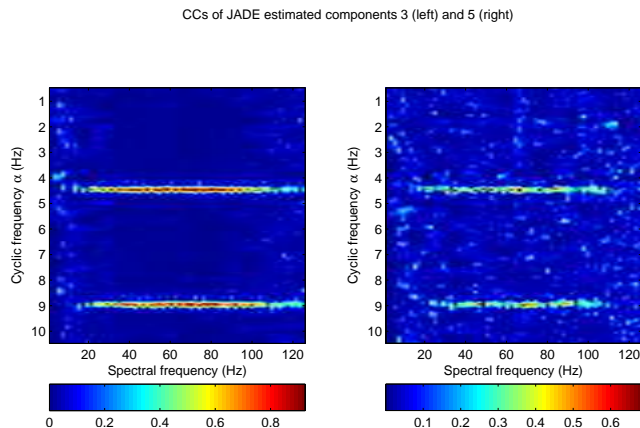 CCs of JADE estimated components 3 (left) and 5 (right)
Cyclic frequency α (Hz)
1
2
3
4
5
6
7
8
9
10
20 40 60 80 100 120
Spectral frequency (Hz)
0 0.2 0.4 0.6 0.8
Cyclic frequency α (Hz)
1
2
3
4
5
6
7
8
9
10
20 40 60 80 100 120
Spectral frequency (Hz)
0.1 0.2 0.3 0.4 0.5 0.6